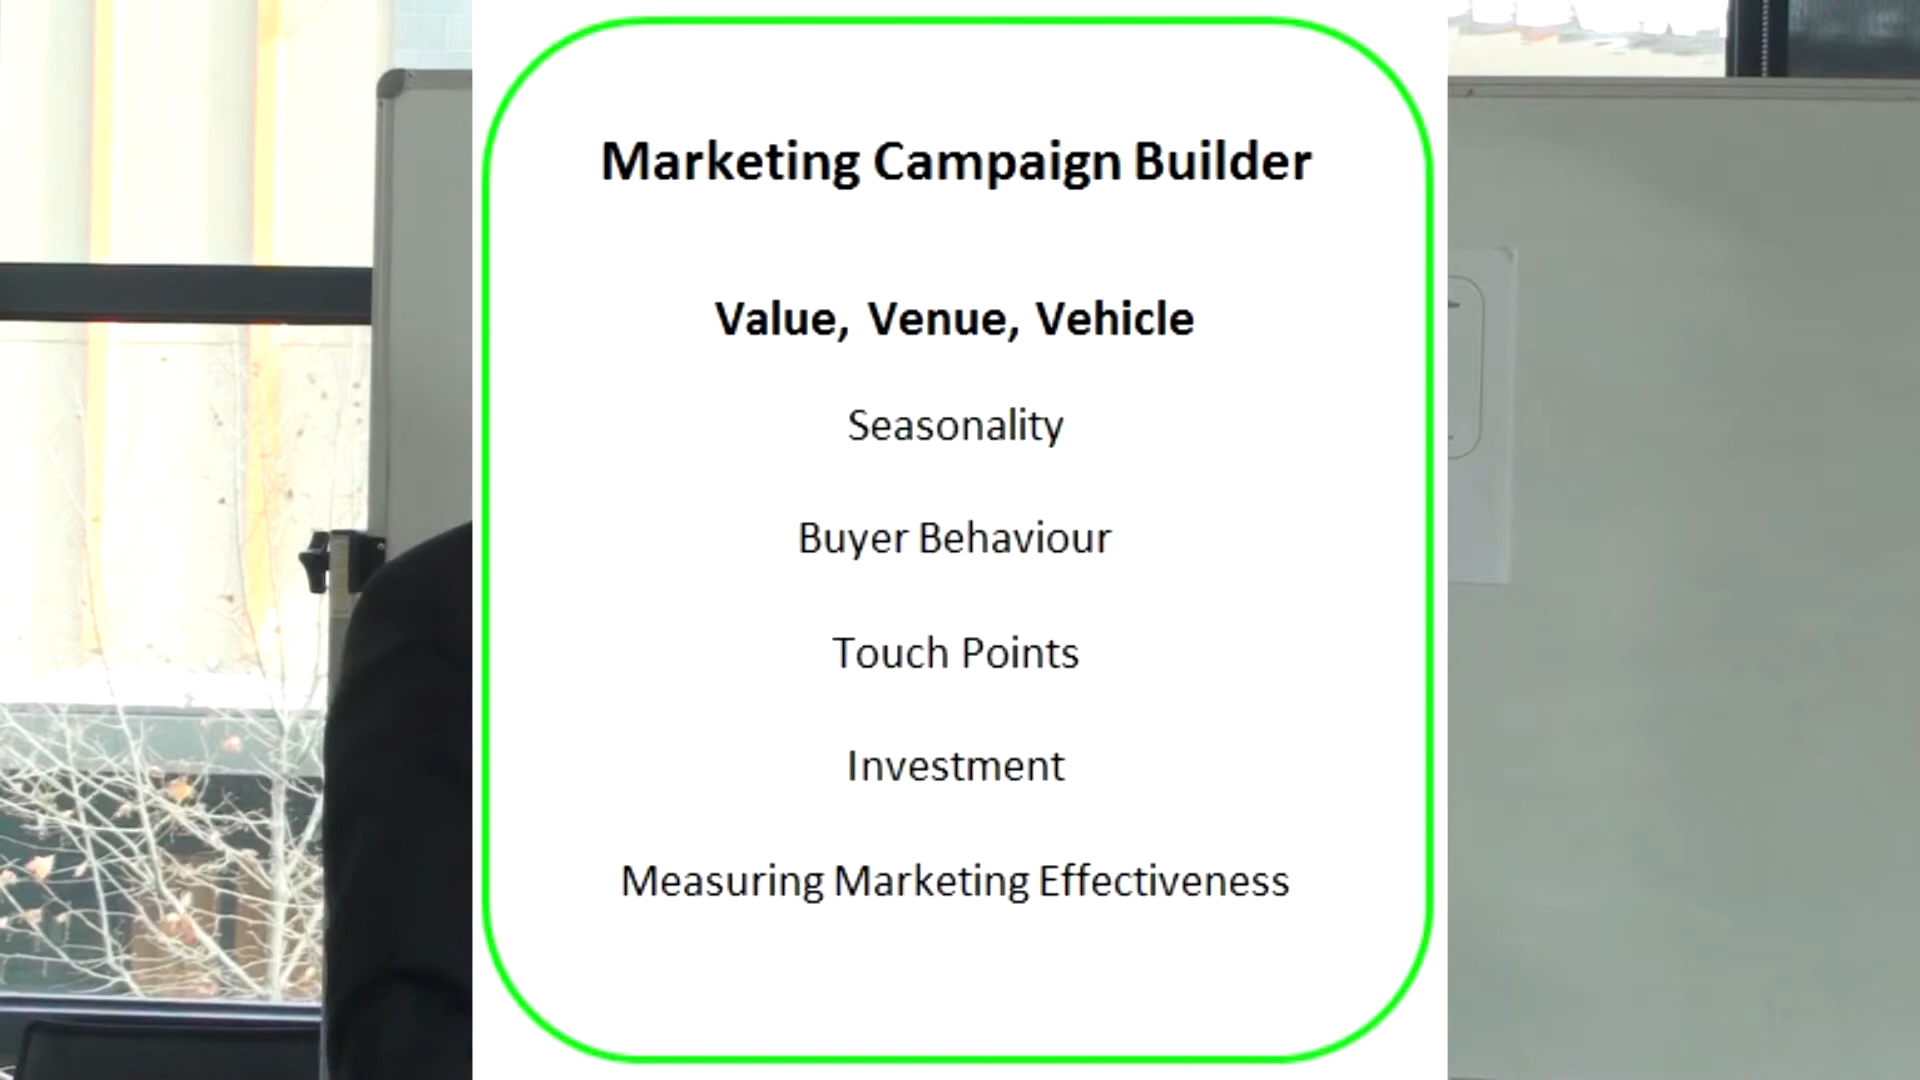 Marketing Campaign Builder
Value, Venue, Vehicle
Seasonality
Buyer Behaviour
Touch Points
Investment
Measuring Marketing Effectiveness